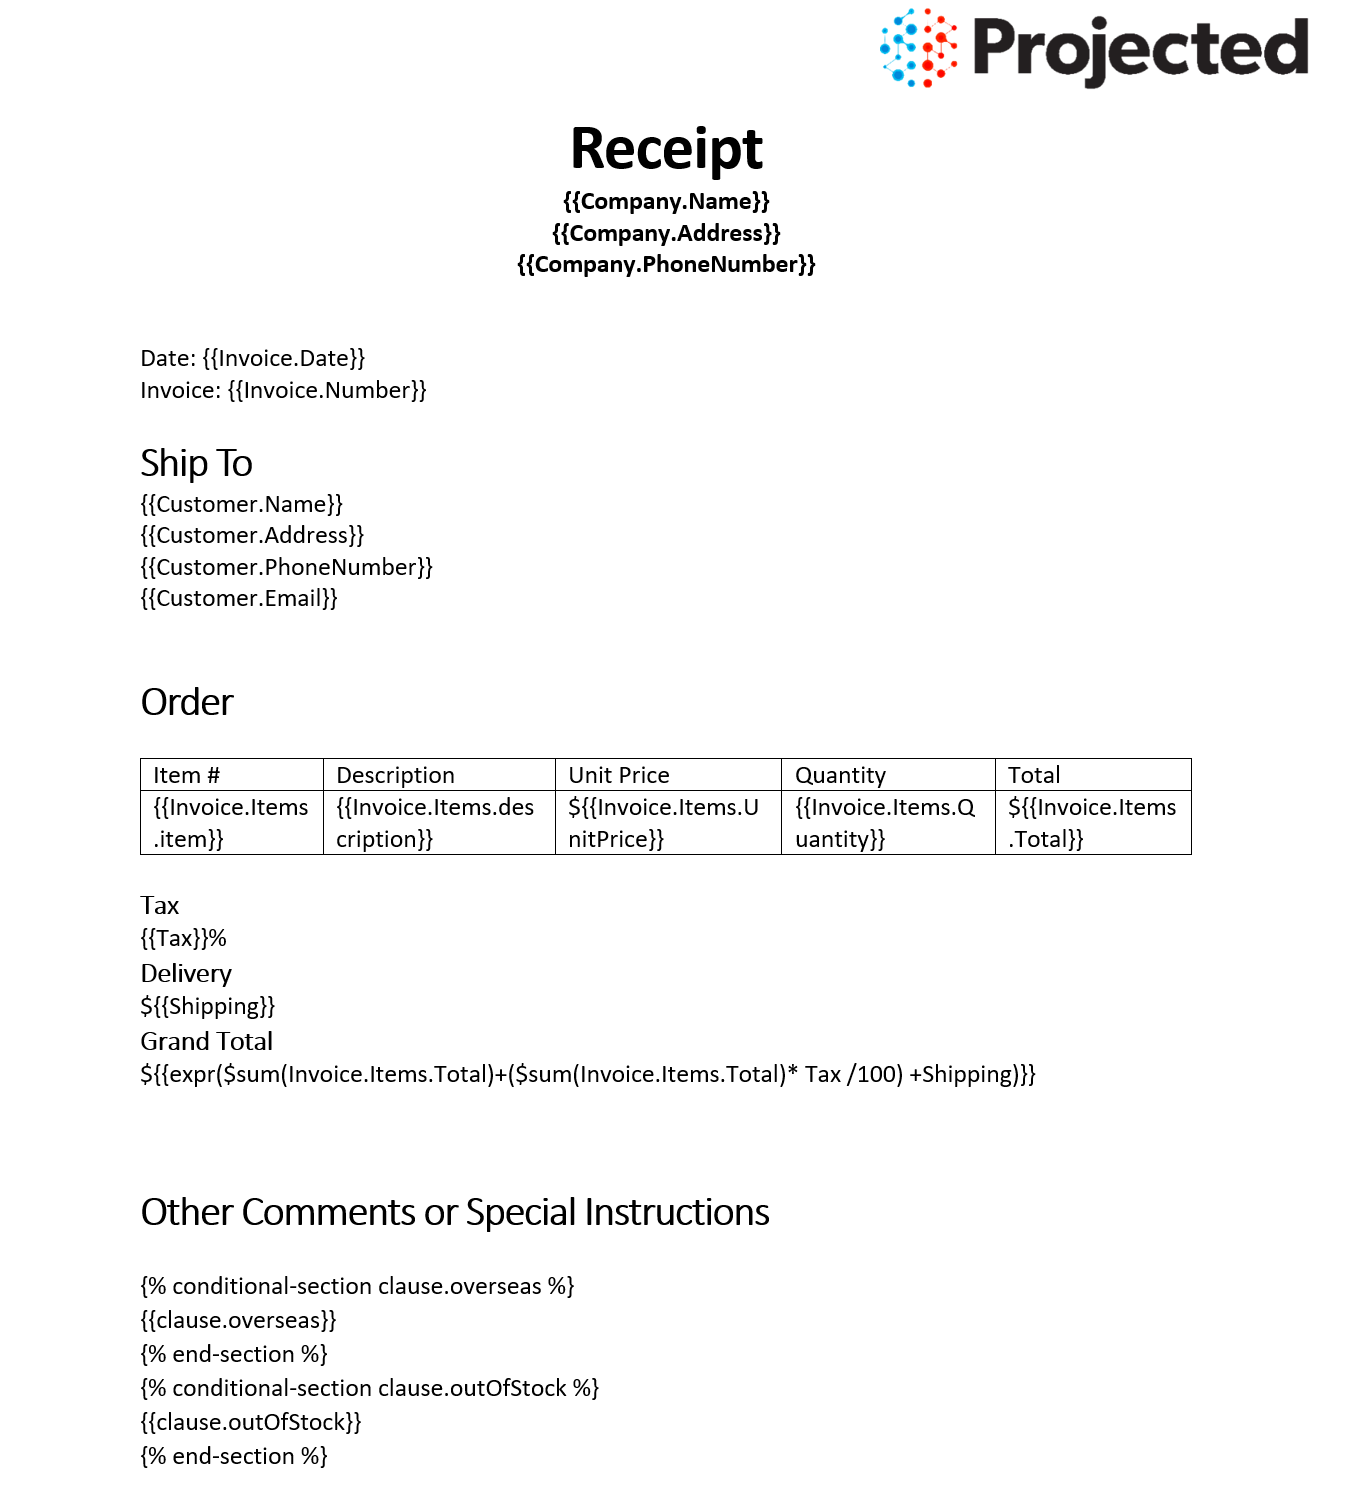 Projected
Receipt
{{Company.Name}}
{{Company.Address}}
{{Company.PhoneNumber}}
Date: {{Invoice.Date}}
Invoice: {{Invoice.Number}}
Ship To
{{Customer.Name}}
{{Customer.Address}}
{{Customer.PhoneNumber}}
{{Customer.Email}}
Order
Item # Description Unit Price Quantity Total
{{Invoice.Items {{Invoice.Items.des ${{Invoice.Items.U {{Invoice.Items.Q ${{Invoice.Items
.item}} cription}} nitPrice}} uantity}} .Total}}
Tax
{{Tax}}%
Delivery
${{Shipping}}
Grand Total
${{expr($sum(Invoice.Items.Total)+($sum(Invoice.Items.Total)* Tax /100) +Shipping)}}
Other Comments or Special Instructions
{% conditional-section clause.overseas %}
{{clause.overseas}}
{% end-section %}
{% conditional-section clause.outOfStock %}
{{clause.outOfStock}}
{% end-section %}